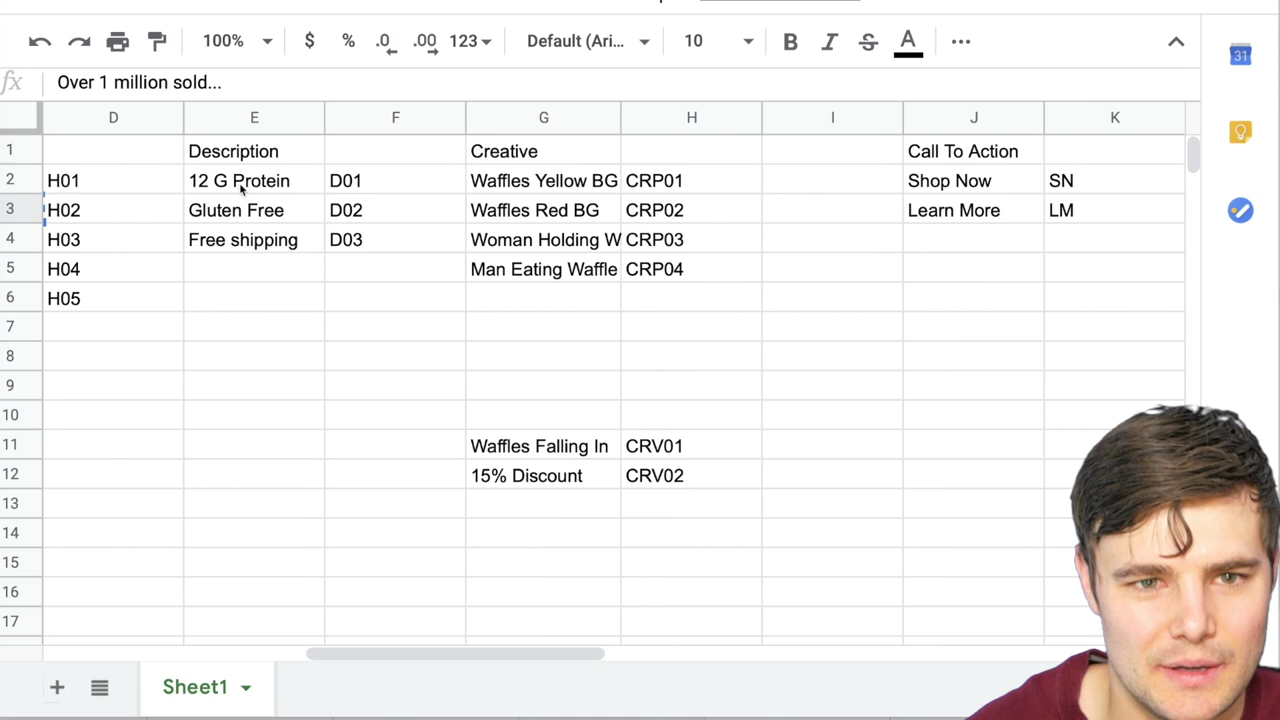 100% $ % .0 .00 123 Default (Ari... 10 B I S A
fx Over 1 million sold...
D E F G H I J K
1 Description Creative Call To Action
2 H01 12 G Protein D01 Waffles Yellow BG CRP01 Shop Now SN
3 H02 Gluten Free D02 Waffles Red BG CRP02 Learn More LM
4 H03 Free shipping D03 Woman Holding W CRP03
5 H04 Man Eating Waffle CRP04
6 H05
7
8
9
10
11 Waffles Falling In CRV01
12 15% Discount CRV02
13
14
15
16
17
Sheet1
31